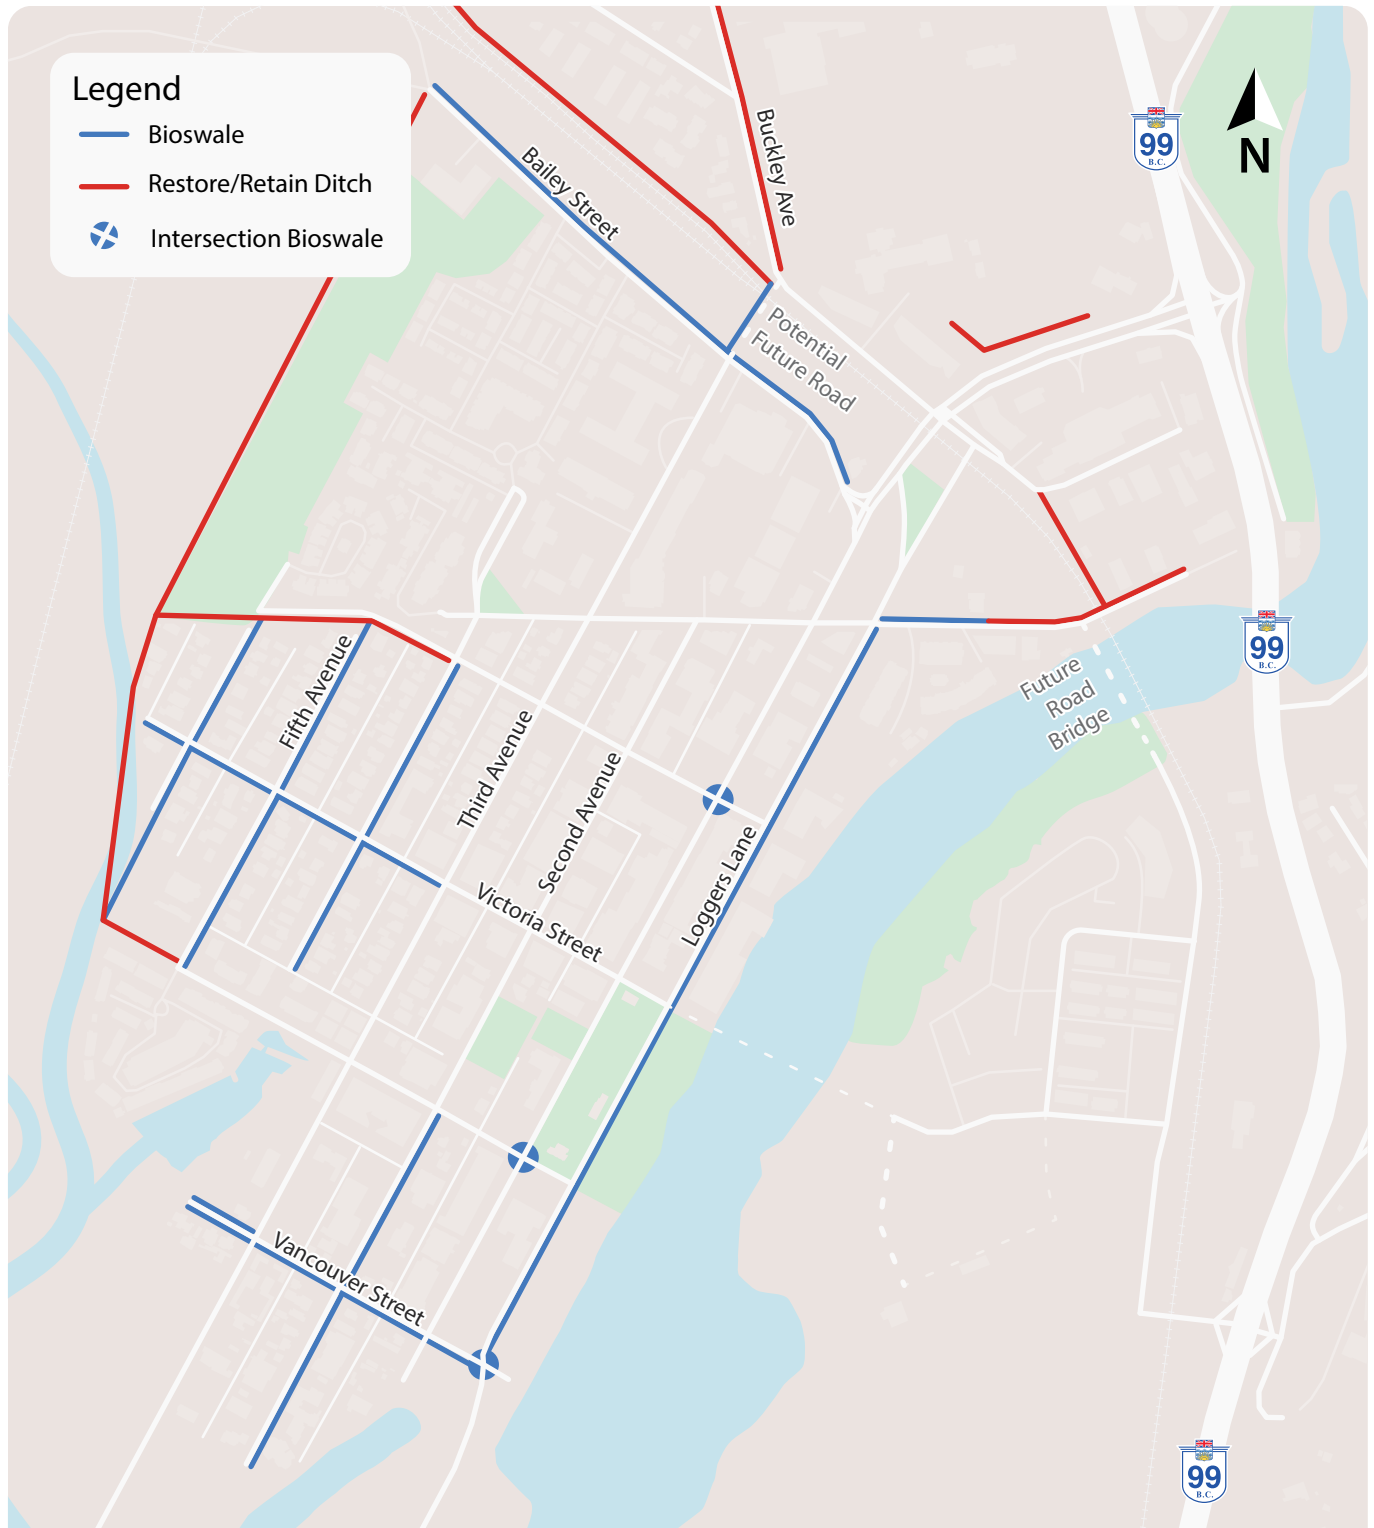 Legend
Bioswale
Restore/Retain Ditch
Intersection Bioswale
Buckley Ave
99
B.C.
N
Bailey Street
Potential
Future Road
Fifth Avenue
99
B.C.
Future
Road
Bridge
Third Avenue
Second Avenue
Loggers Lane
Victoria Street
Vancouver Street
99
B.C.